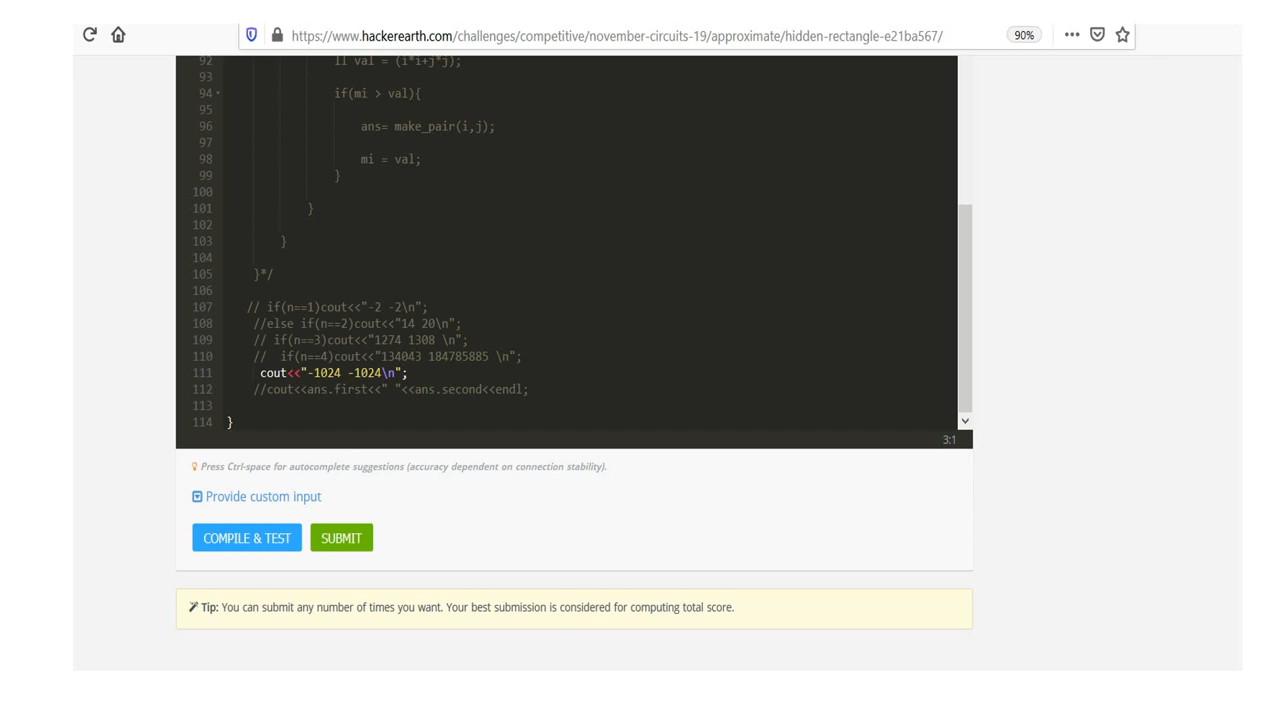 https://www.hackerearth.com/challenges/competitive/november-circuits-19/approximate/hidden-rectangle-e21ba567/ 90%
92 ll val = (i*i+j*j);
93
94 if(mi > val){
95
96 ans= make_pair(i,j);
97
98 mi = val;
99 }
100
101 }
102
103 }
104
105 }*/
106
107 // if(n==1)cout<<"-2 -2\n";
108 //else if(n==2)cout<<"14 20\n";
109 // if(n==3)cout<<"1274 1308 \n";
110 //  if(n==4)cout<<"134043 184785885 \n";
111 cout<<"-1024 -1024\n";
112 //cout<<ans.first<<" "<<ans.second<<endl;
113
114 }
3:1
Press Ctrl-space for autocomplete suggestions (accuracy dependent on connection stability).
Provide custom input
COMPILE & TEST SUBMIT
Tip: You can submit any number of times you want. Your best submission is considered for computing total score.